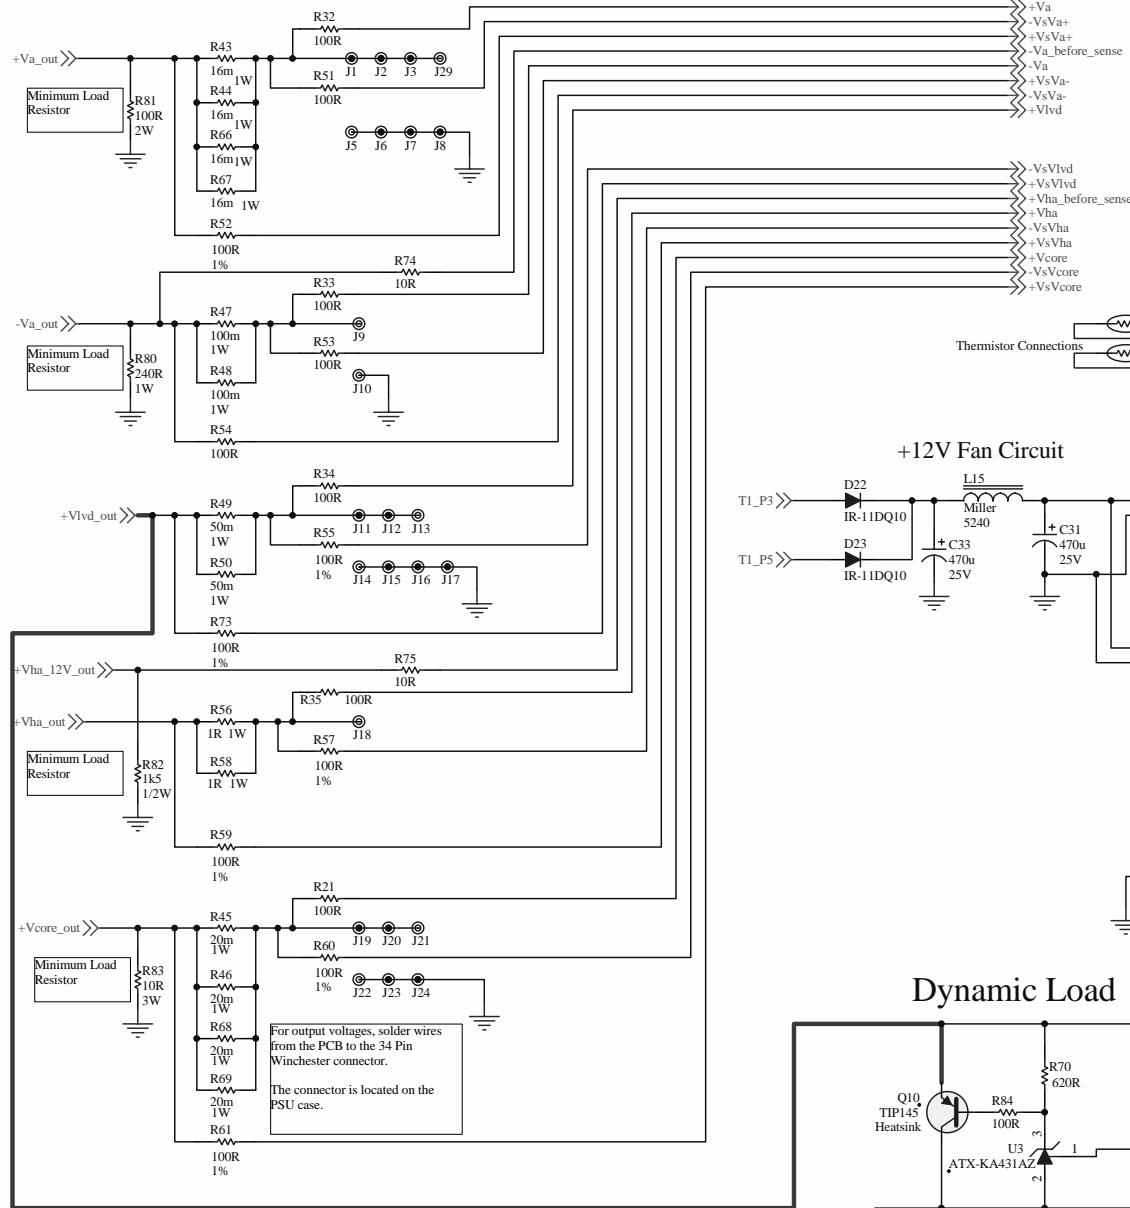 R32
100R
+Va
-VsVa+
+VsVa+
-Va_before_sense
-Va
+VsVa-
-VsVa-
+Vlvd
+Va_out
R43
16m
1W
J1 J2 J3 J29
R51
100R
Minimum Load
Resistor
R81
100R
2W
R44
16m
1W
R66
16m
1W
R67
16m
1W
J5 J6 J7 J8
R52
100R
1%
-VsVlvd
+VsVlvd
+Vha_before_sense
+Vha
-VsVha
+VsVha
+Vcore
-VsVcore
+VsVcore
R74
10R
R33
100R
-Va_out
R47
100m
1W
J9
R53
100R
Minimum Load
Resistor
R80
240R
1W
R48
100m
1W
J10
R54
100R
Thermistor Connections
+12V Fan Circuit
T1_P3
D22
IR-11DQ10
L15
Miller
5240
T1_P5
D23
IR-11DQ10
+
C33
470u
25V
+
C31
470u
25V
R34
100R
+Vlvd_out
R49
50m
1W
J11 J12 J13
R55
100R
1%
R50
50m
1W
J14 J15 J16 J17
R73
100R
1%
+Vha_12V_out
R75
10R
R35 100R
+Vha_out
R56
1R 1W
J18
R57
100R
1%
Minimum Load
Resistor
R82
1k5
1/2W
R58
1R 1W
R59
100R
1%
R21
100R
+Vcore_out
R45
20m
1W
J19 J20 J21
R60
100R
1%
Minimum Load
Resistor
R83
10R
3W
R46
20m
1W
J22 J23 J24
R68
20m
1W
R69
20m
1W
For output voltages, solder wires
from the PCB to the 34 Pin
Winchester connector.
The connector is located on the
PSU case.
R61
100R
1%
Dynamic Load
R70
620R
Q10
TIP145
Heatsink
R84
100R
U3
ATX-KA431AZ
3
1
2